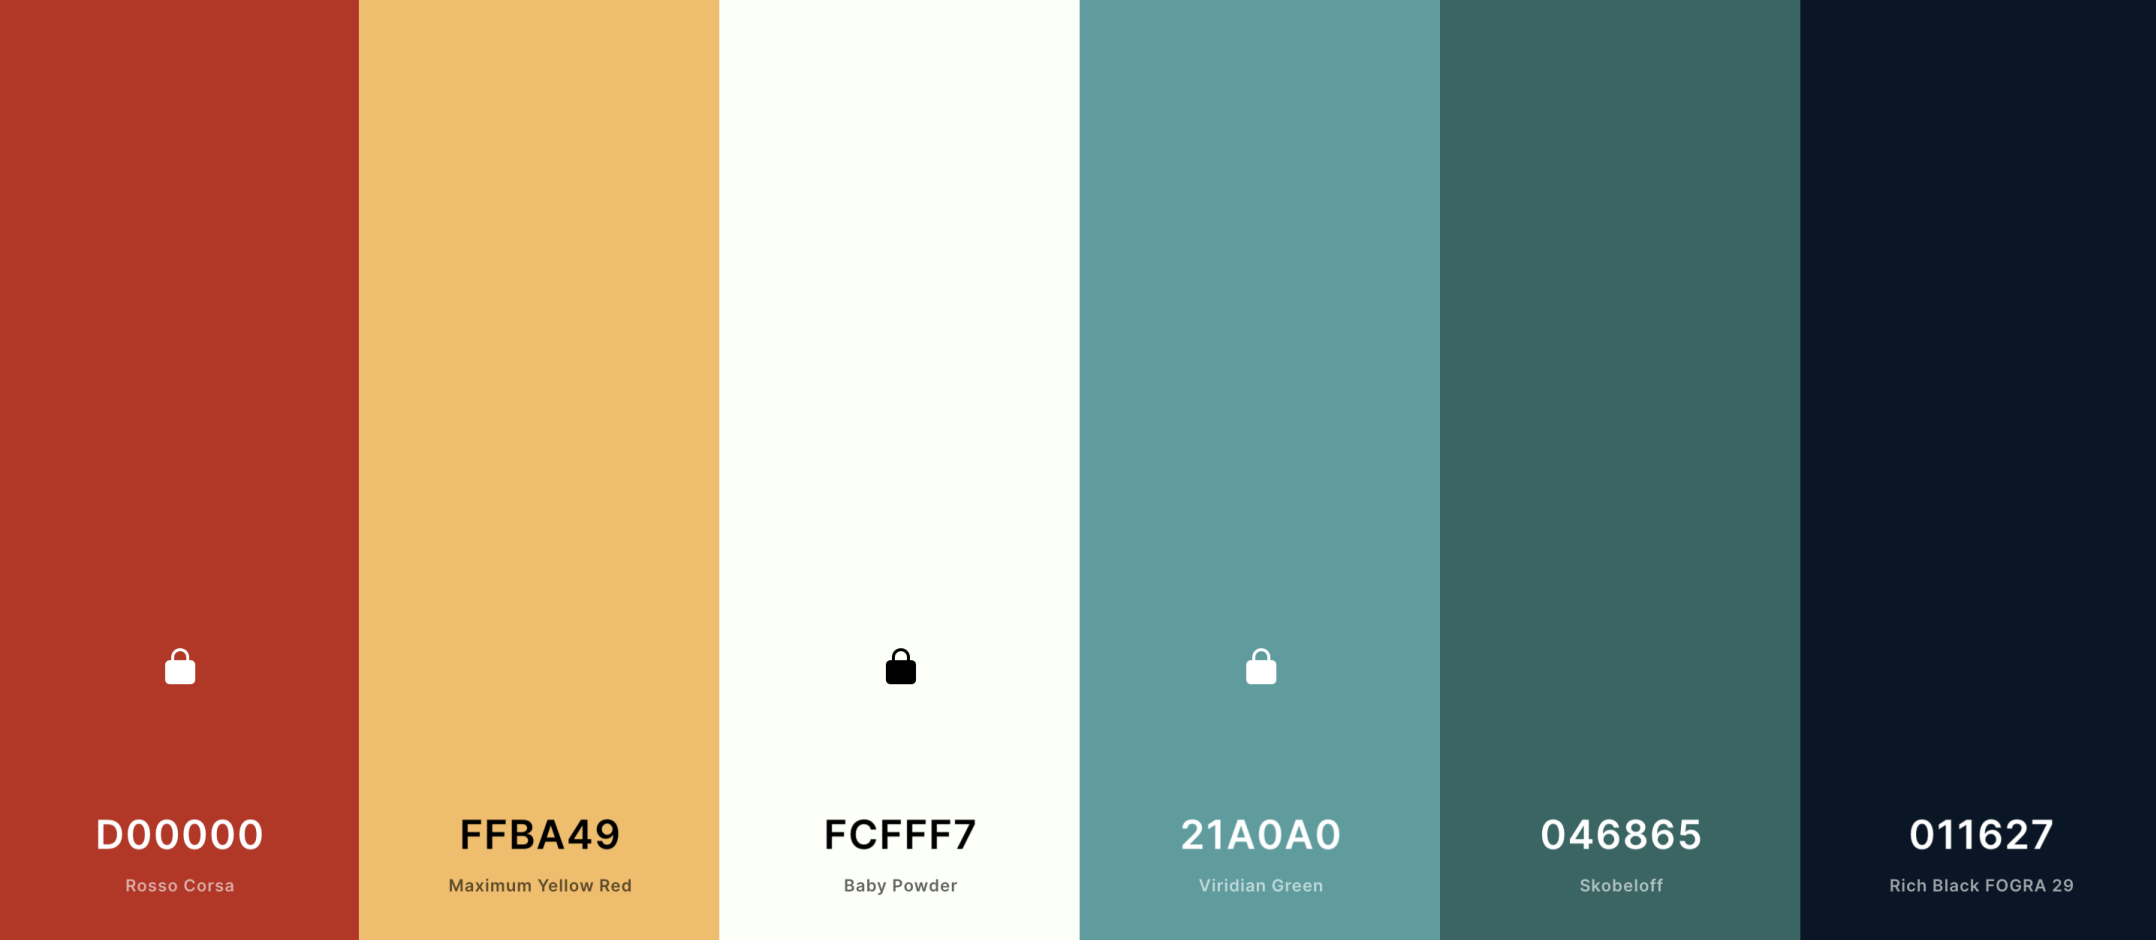 D00000
Rosso Corsa
FFBA49
Maximum Yellow Red
FCFFF7
Baby Powder
21A0A0
Viridian Green
046865
Skobeloff
011627
Rich Black FOGRA 29